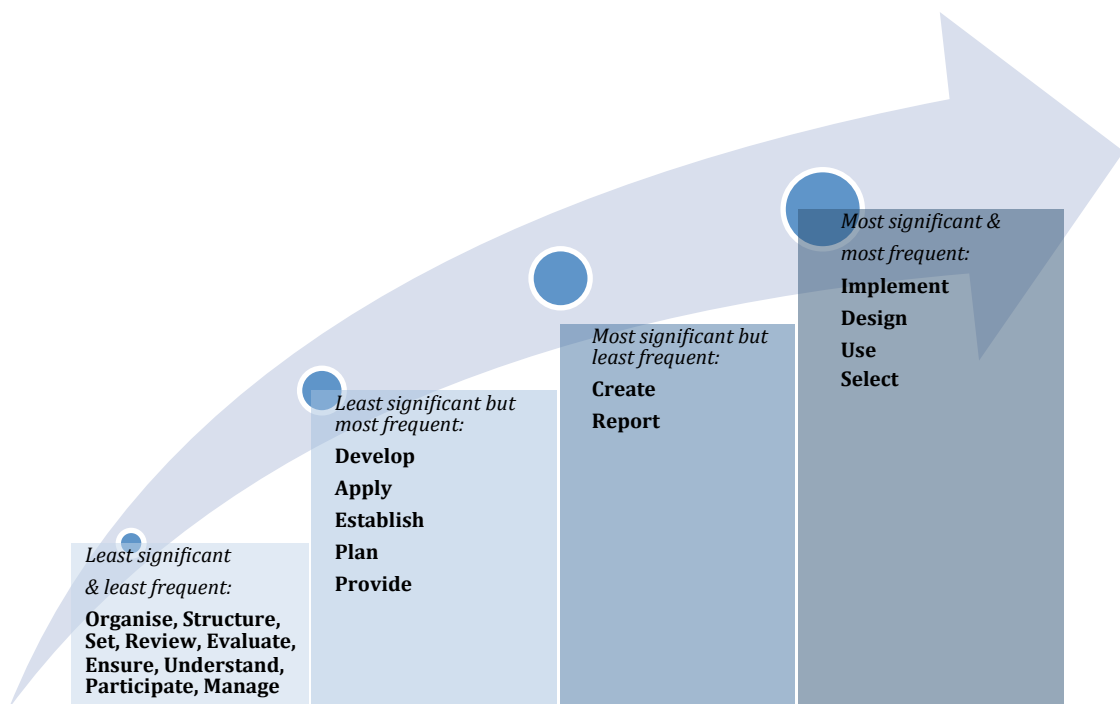 Least significant
& least frequent:
Organise, Structure,
Set, Review, Evaluate,
Ensure, Understand,
Participate, Manage
Least significant but
most frequent:
Develop
Apply
Establish
Plan
Provide
Most significant but
least frequent:
Create
Report
Most significant &
most frequent:
Implement
Design
Use
Select